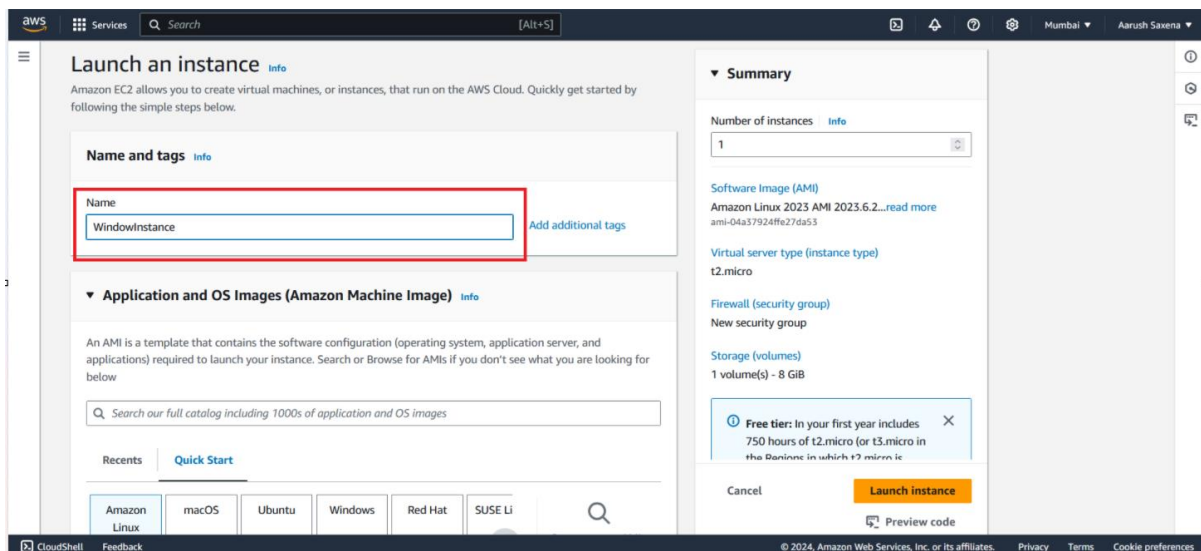 aws
Services
Search
[Alt+S]
Mumbai
Aarush Saxena
Launch an instance Info
Amazon EC2 allows you to create virtual machines, or instances, that run on the AWS Cloud. Quickly get started by
following the simple steps below.
Name and tags Info
Name
WindowInstance
Add additional tags
Application and OS Images (Amazon Machine Image) Info
An AMI is a template that contains the software configuration (operating system, application server, and
applications) required to launch your instance. Search or Browse for AMIs if you don't see what you are looking for
below
Search our full catalog including 1000s of application and OS images
Recents
Quick Start
Amazon
Linux
macOS
Ubuntu
Windows
Red Hat
SUSE Li
Summary
Number of instances Info
1
Software Image (AMI)
Amazon Linux 2023 AMI 2023.6.2...read more
ami-04a37924ffe27da53
Virtual server type (instance type)
t2.micro
Firewall (security group)
New security group
Storage (volumes)
1 volume(s) - 8 GiB
Free tier: In your first year includes
750 hours of t2.micro (or t3.micro in
the Regions in which t2.micro is
Cancel
Launch instance
Preview code
CloudShell
Feedback
© 2024, Amazon Web Services, Inc. or its affiliates.
Privacy
Terms
Cookie preferences